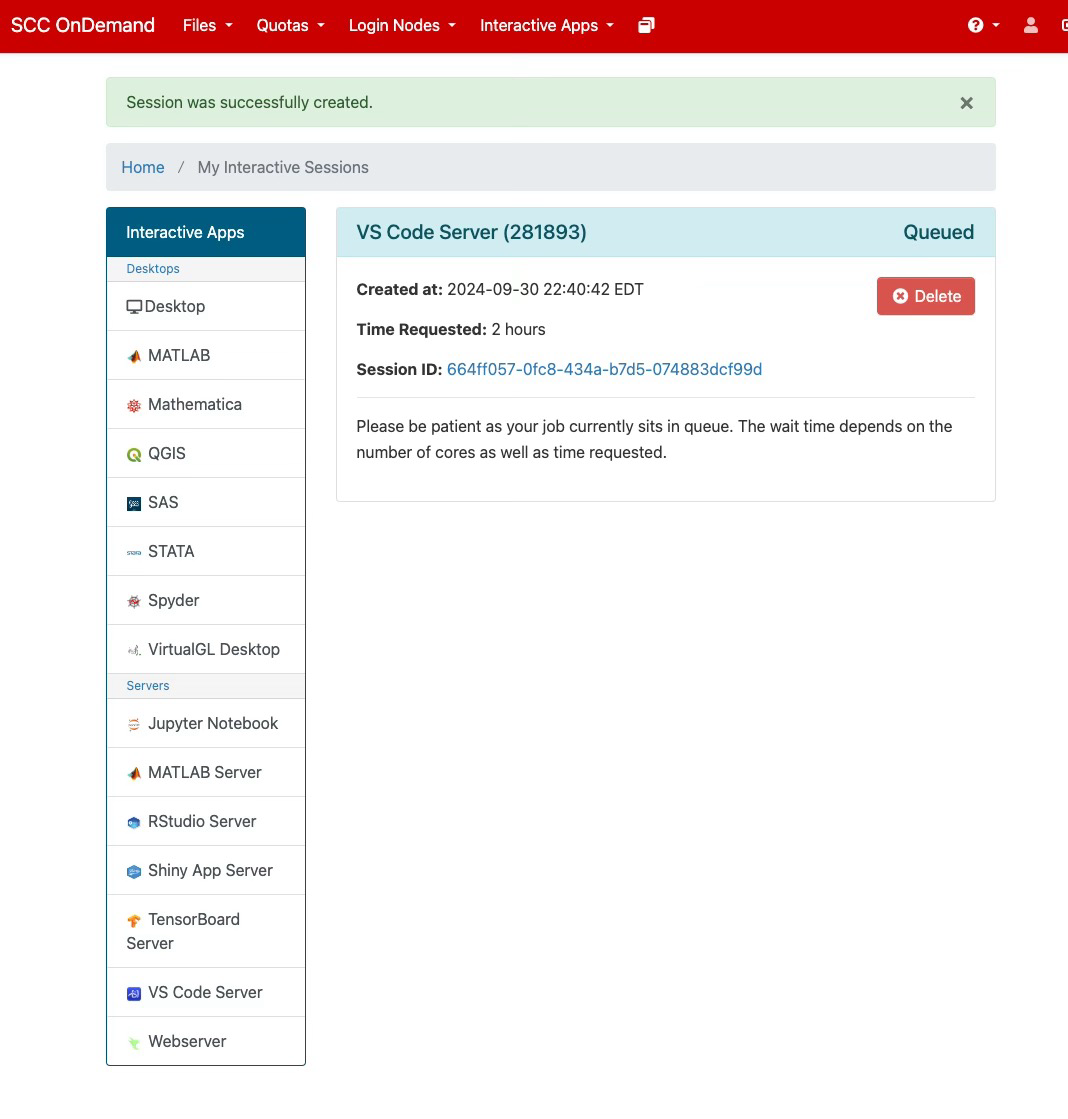 SCC OnDemand Files Quotas Login Nodes Interactive Apps
Session was successfully created.
Home / My Interactive Sessions
Interactive Apps
Desktops
Desktop
MATLAB
Mathematica
QGIS
SAS
STATA
Spyder
VirtualGL Desktop
Servers
Jupyter Notebook
MATLAB Server
RStudio Server
Shiny App Server
TensorBoard
Server
VS Code Server
Webserver
VS Code Server (281893) Queued
Created at: 2024-09-30 22:40:42 EDT
Delete
Time Requested: 2 hours
Session ID: 664ff057-0fc8-434a-b7d5-074883dcf99d
Please be patient as your job currently sits in queue. The wait time depends on the
number of cores as well as time requested.